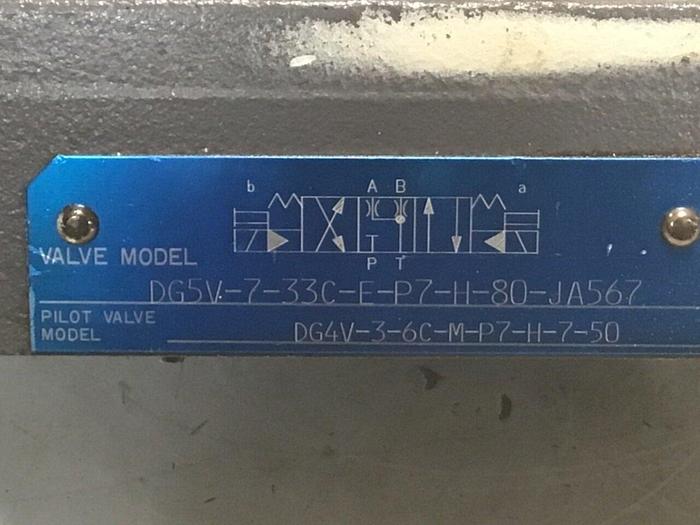 b A B a
P T
VALVE MODEL
DG5V-7-33C-E-P7-H-80-JA567
PILOT VALVE
MODEL DG4V-3-6C-M-P7-H-7-50